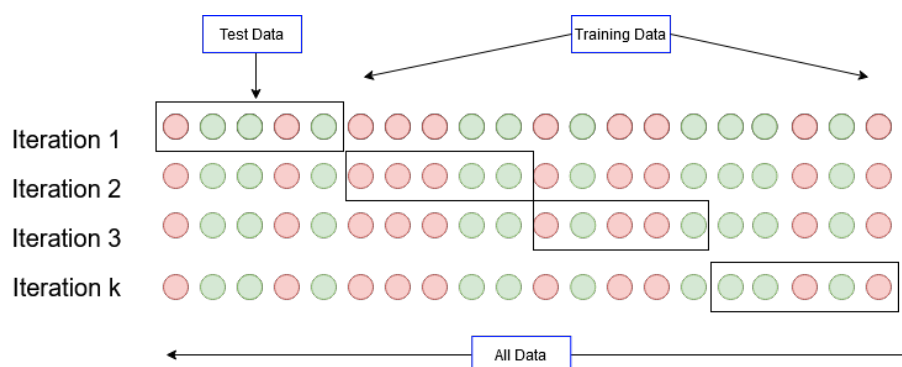 Test Data
Training Data
Iteration 1
Iteration 2
Iteration 3
Iteration k
All Data